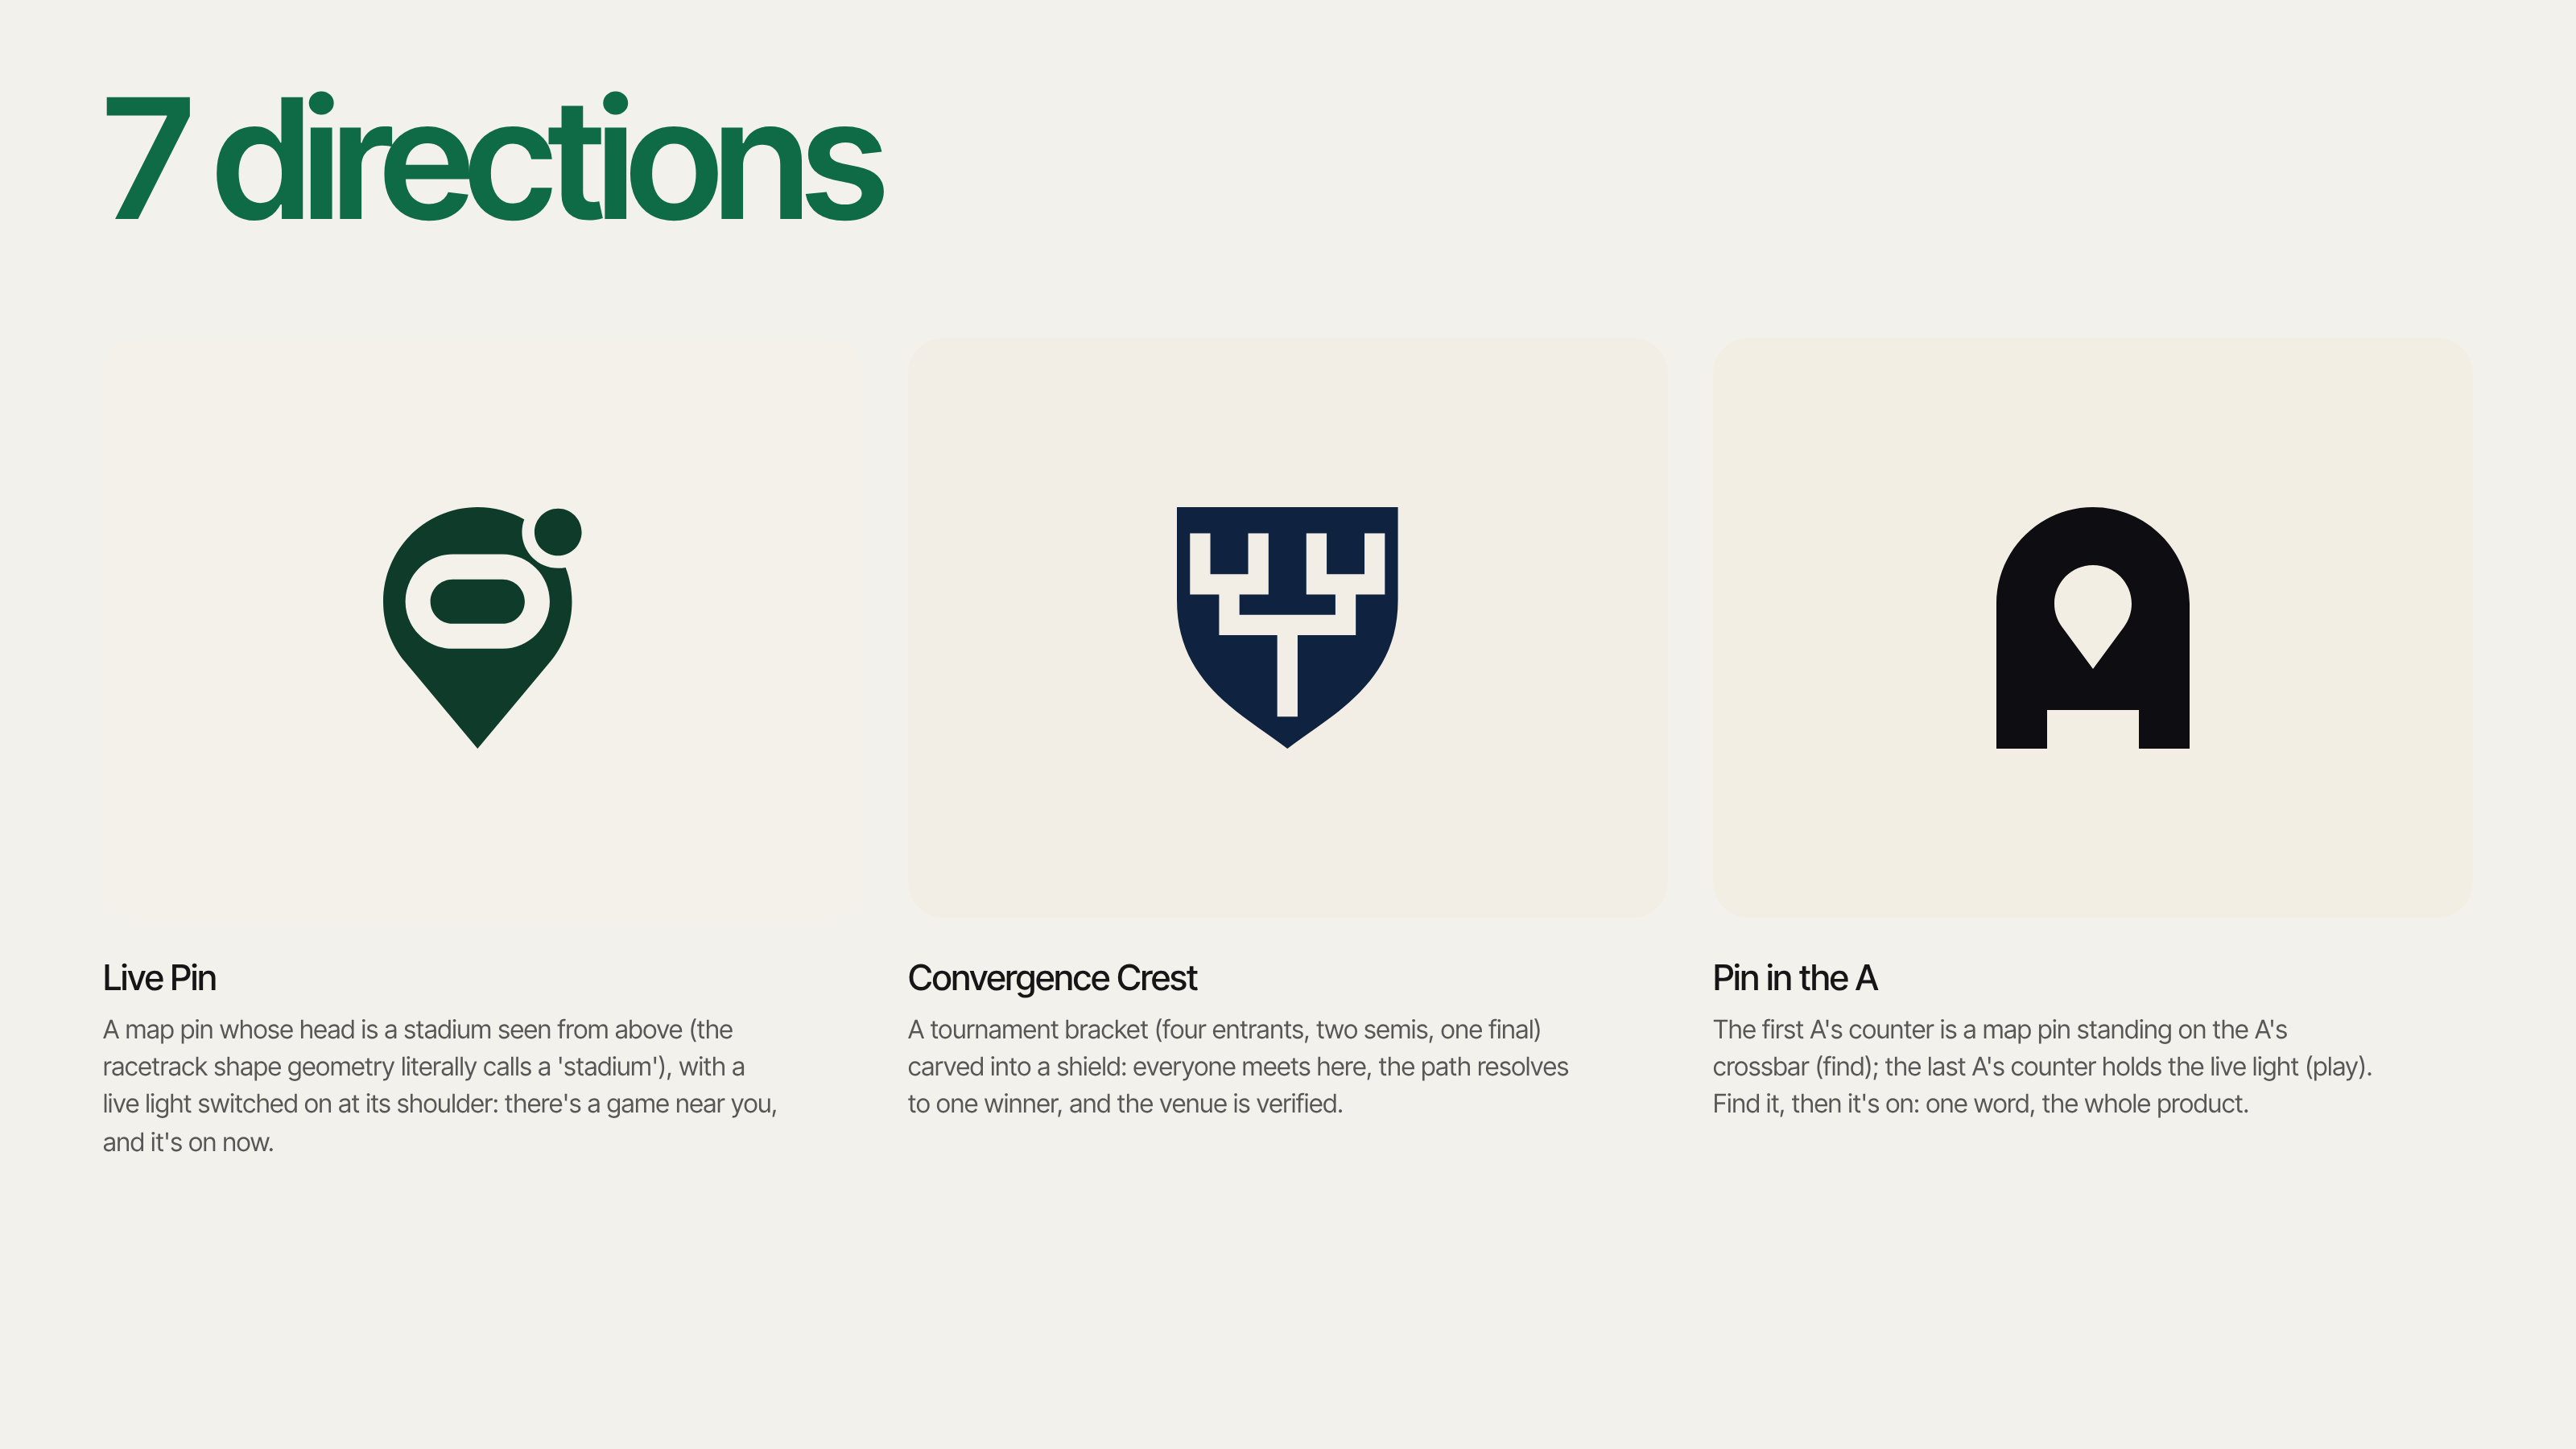 7 directions
Live Pin
A map pin whose head is a stadium seen from above (the
racetrack shape geometry literally calls a 'stadium'), with a
live light switched on at its shoulder: there's a game near you,
and it's on now.
Convergence Crest
A tournament bracket (four entrants, two semis, one final)
carved into a shield: everyone meets here, the path resolves
to one winner, and the venue is verified.
Pin in the A
The first A's counter is a map pin standing on the A's
crossbar (find); the last A's counter holds the live light (play).
Find it, then it's on: one word, the whole product.